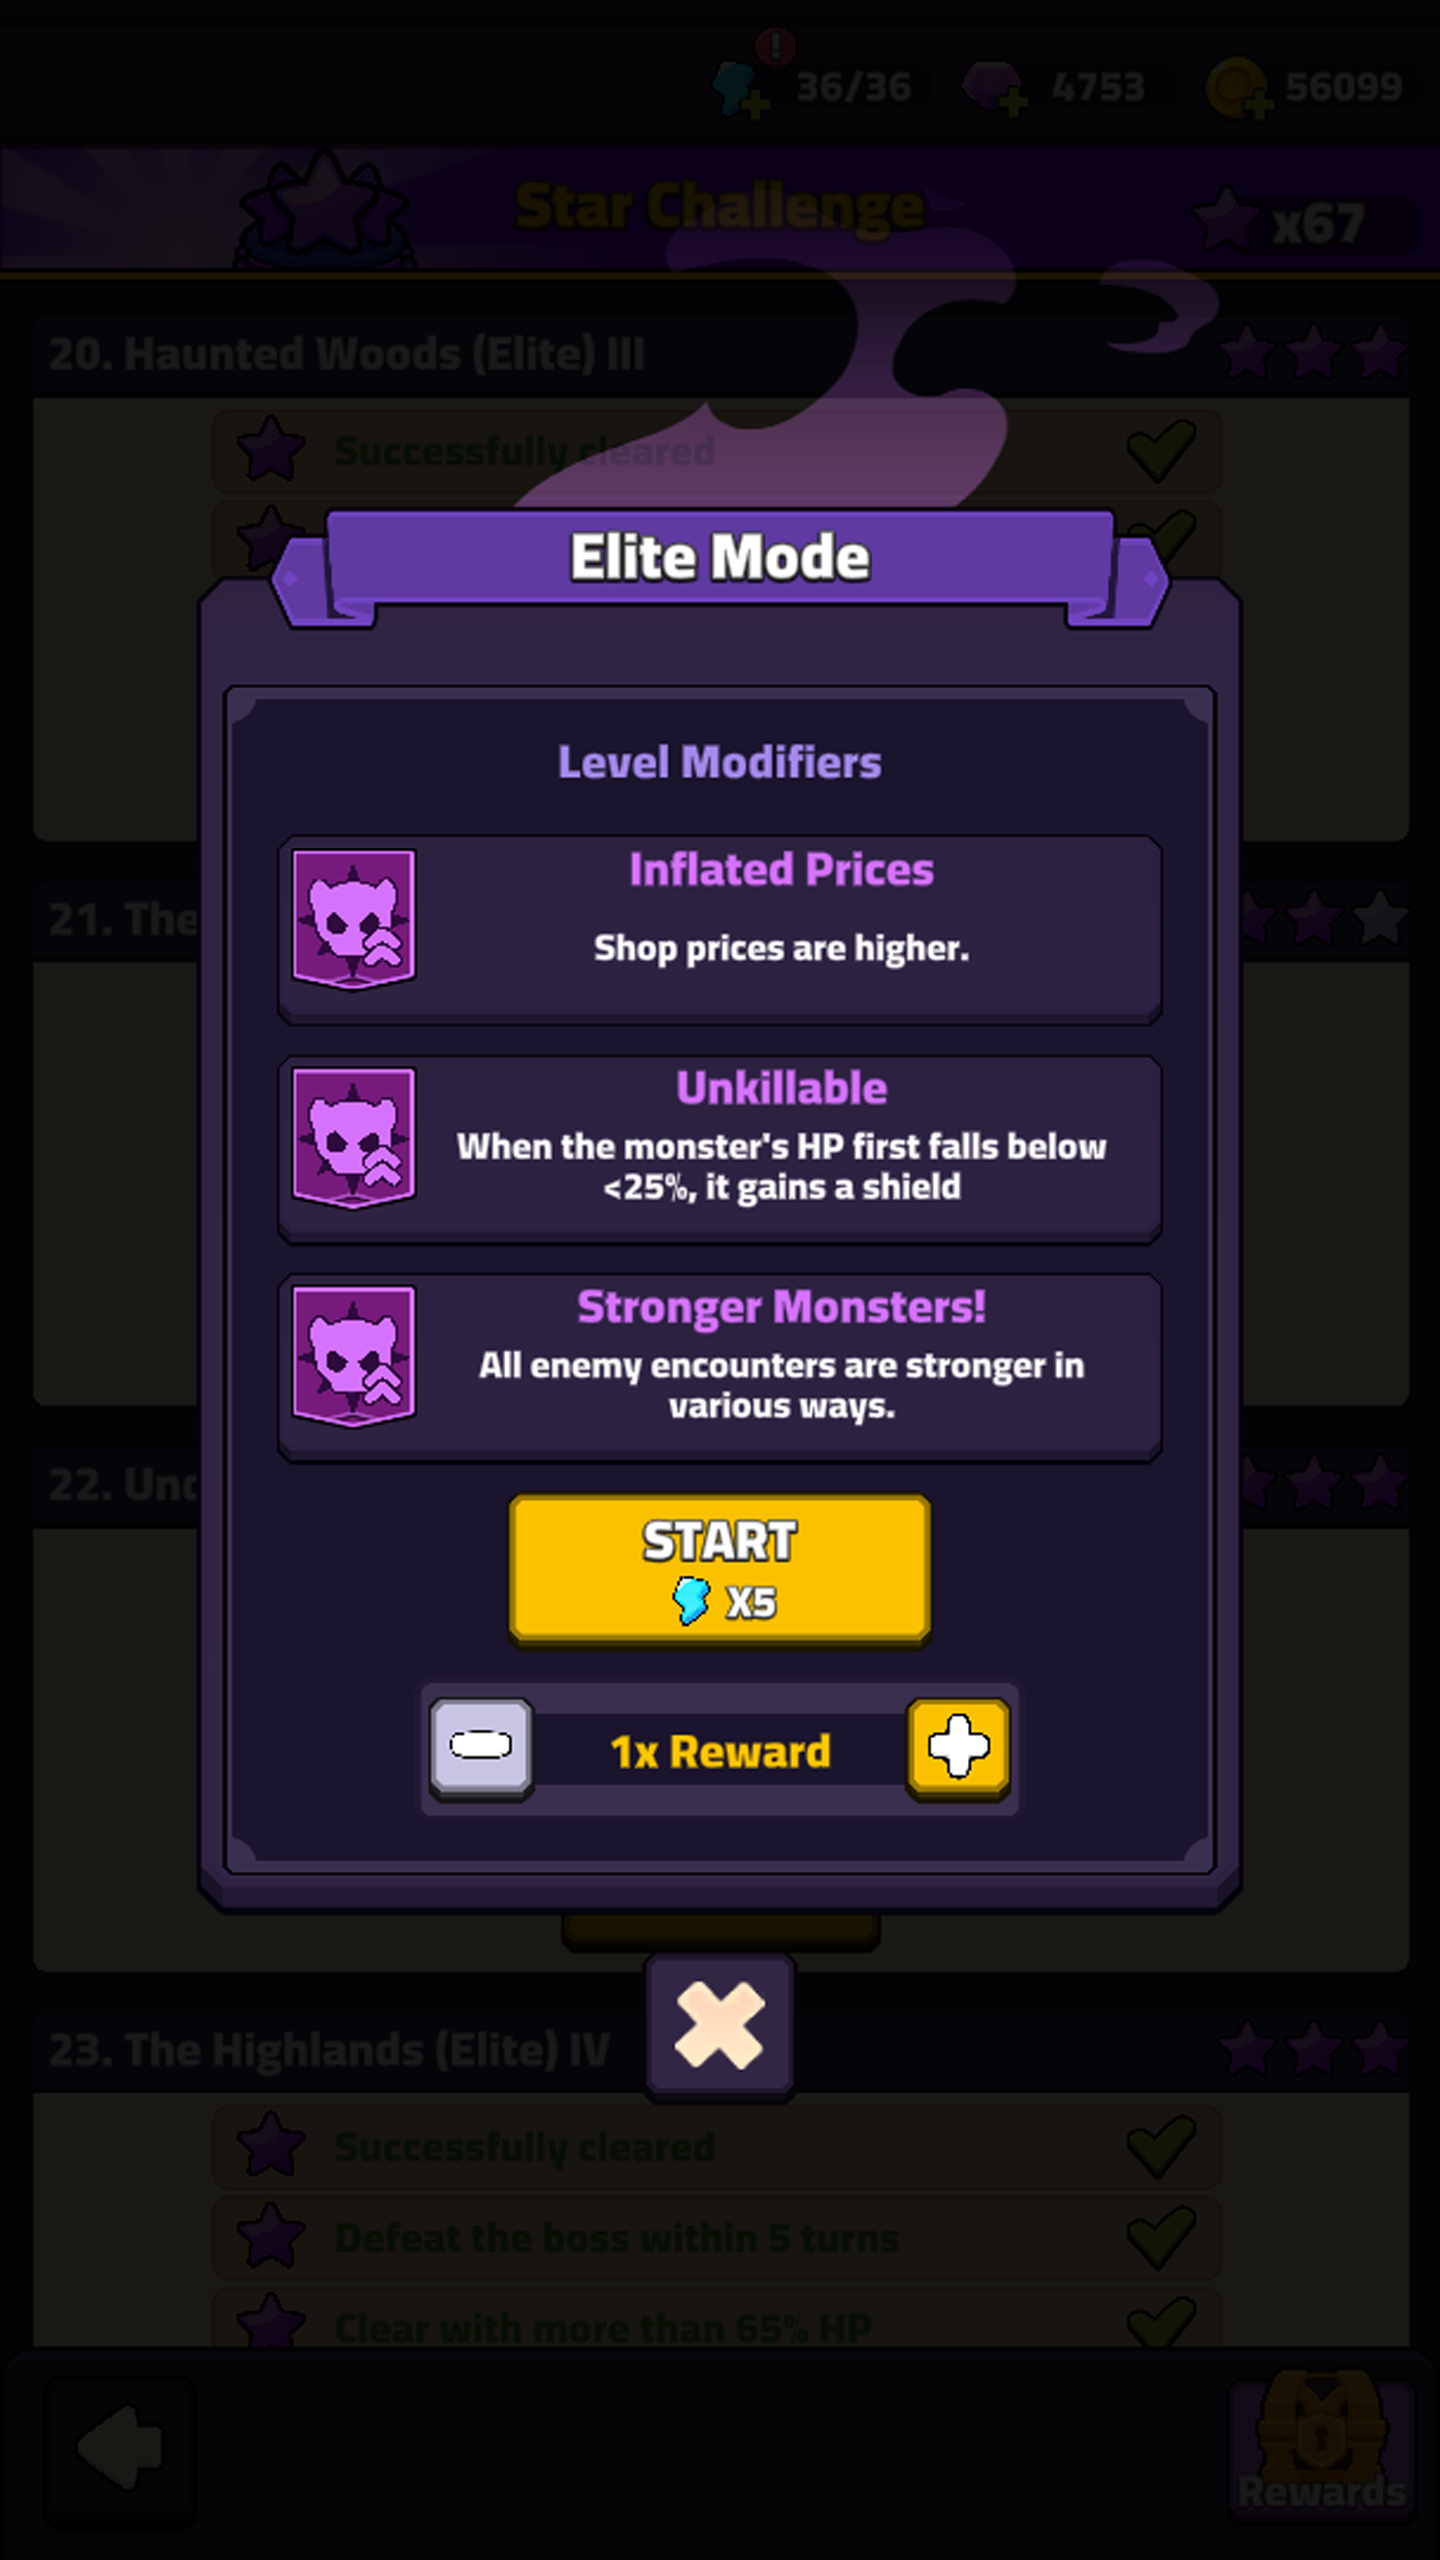 !
36/36
4753
56099
Star Challenge
x67
20. Haunted Woods (Elite) III
Successfully cleared
Elite Mode
Level Modifiers
21. The
Inflated Prices
Shop prices are higher.
Unkillable
When the monster's HP first falls below
<25%, it gains a shield
Stronger Monsters!
All enemy encounters are stronger in
various ways.
22. Und
START
X5
1x Reward
23. The Highlands (Elite) IV
Successfully cleared
Defeat the boss within 5 turns
Clear with more than 65% HP
Rewards